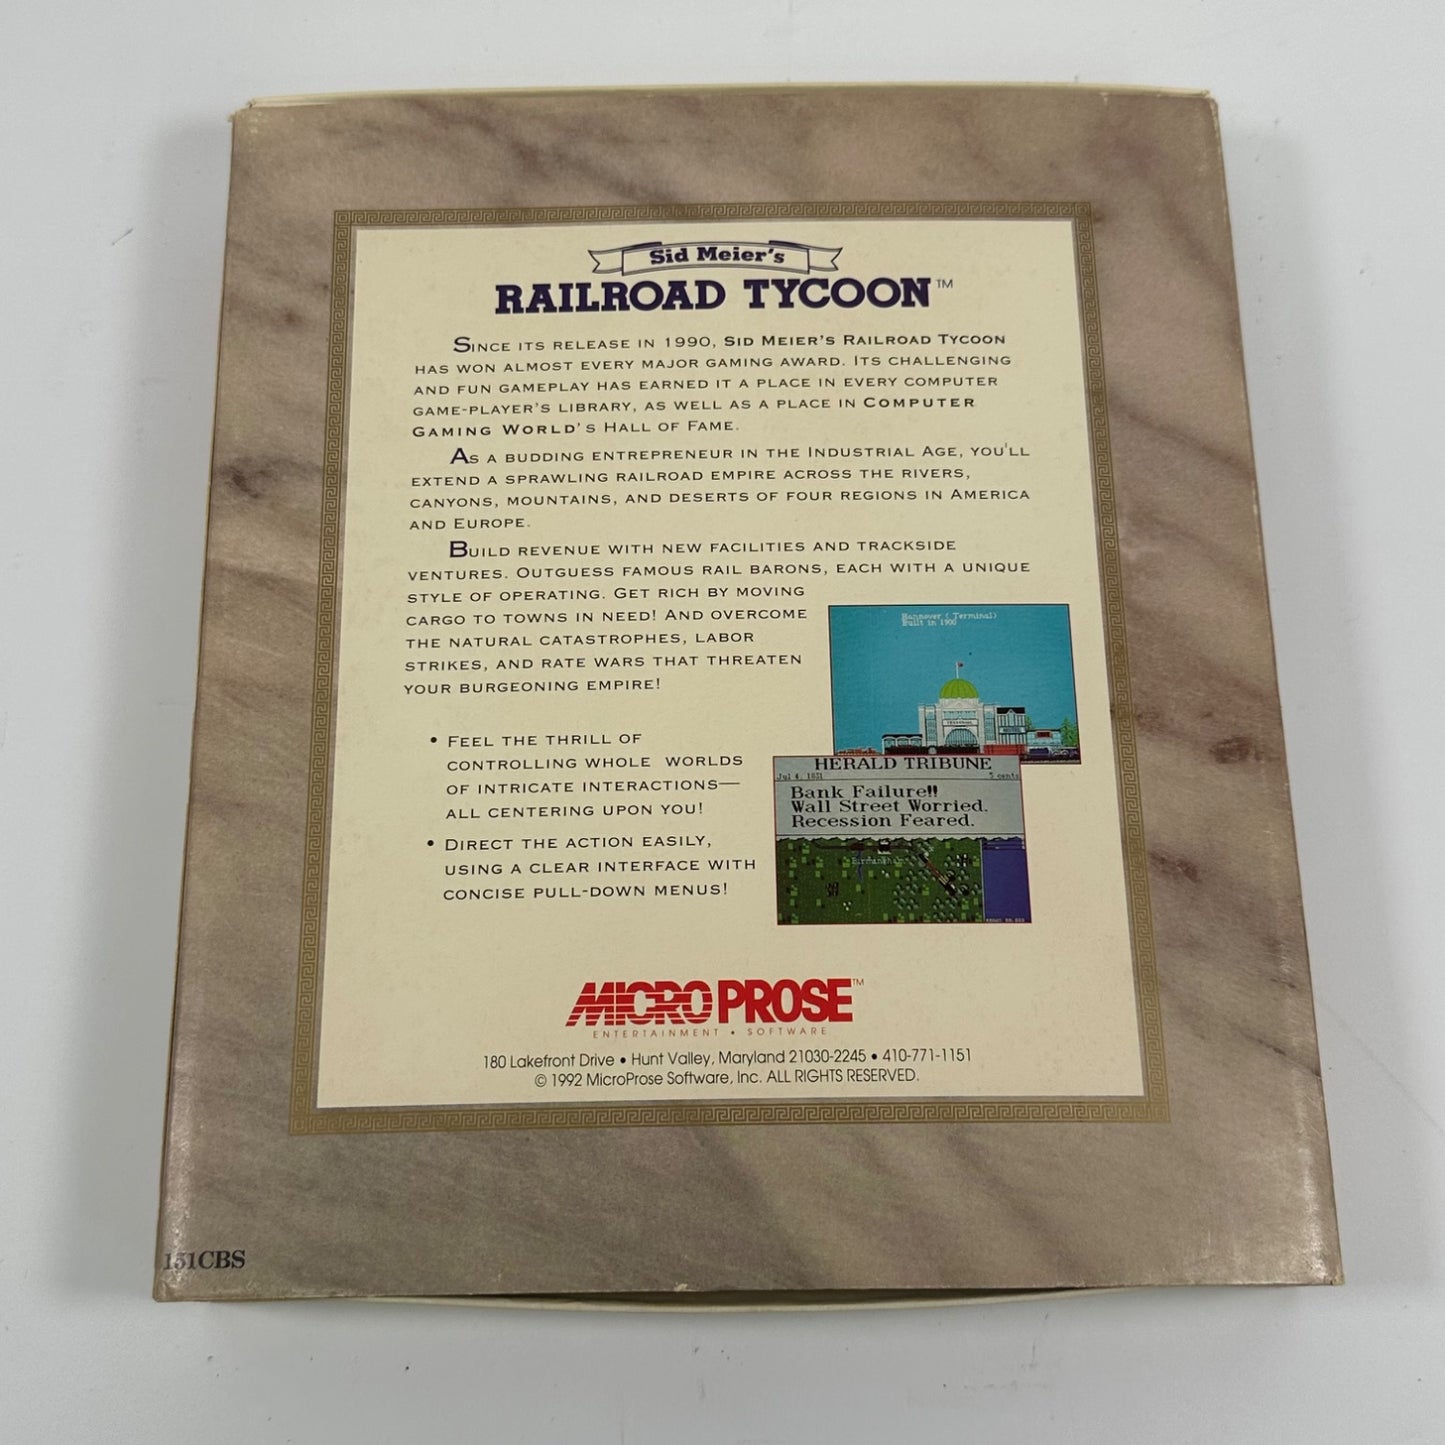 Sid Meier's
RAILROAD TYCOON™
SINCE ITS RELEASE IN 1990, SID MEIER'S RAILROAD TYCOON
HAS WON ALMOST EVERY MAJOR GAMING AWARD. ITS CHALLENGING
AND FUN GAMEPLAY HAS EARNED IT A PLACE IN EVERY COMPUTER
GAME-PLAYER'S LIBRARY, AS WELL AS A PLACE IN COMPUTER
GAMING WORLD'S HALL OF FAME.
AS A BUDDING ENTREPRENEUR IN THE INDUSTRIAL AGE, YOU'LL
EXTEND A SPRAWLING RAILROAD EMPIRE ACROSS THE RIVERS,
CANYONS, MOUNTAINS, AND DESERTS OF FOUR REGIONS IN AMERICA
AND EUROPE.
BUILD REVENUE WITH NEW FACILITIES AND TRACKSIDE
VENTURES. OUTGUESS FAMOUS RAIL BARONS, EACH WITH A UNIQUE
STYLE OF OPERATING. GET RICH BY MOVING
CARGO TO TOWNS IN NEED! AND OVERCOME
THE NATURAL CATASTROPHES, LABOR
STRIKES, AND RATE WARS THAT THREATEN
YOUR BURGEONING EMPIRE!
• FEEL THE THRILL OF
CONTROLLING WHOLE WORLDS
OF INTRICATE INTERACTIONS—
ALL CENTERING UPON YOU!
• DIRECT THE ACTION EASILY,
USING A CLEAR INTERFACE WITH
CONCISE PULL-DOWN MENUS!
Hannover (Terminal)
Built in 1900
HERALD TRIBUNE
Jul 4, 1831 5 cents
Bank Failure!!
Wall Street Worried.
Recession Feared.
MICROPROSE™
ENTERTAINMENT • SOFTWARE
180 Lakefront Drive • Hunt Valley, Maryland 21030-2245 • 410-771-1151
© 1992 MicroProse Software, Inc. ALL RIGHTS RESERVED.
151CBS